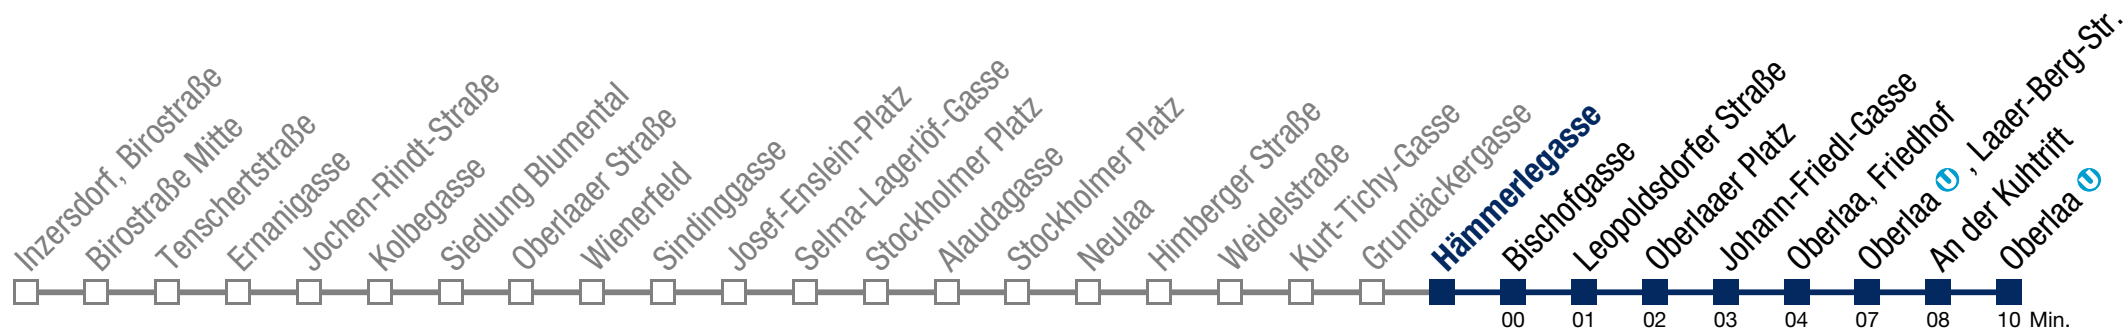 Inzersdorf, Birostraße
Birostraße Mitte
Tenschertstraße
Ernanigasse
Jochen-Rindt-Straße
Kolbegasse
Siedlung Blumental
Oberlaaer Straße
Wienerfeld
Sindinggasse
Josef-Enslein-Platz
Selma-Lagerlöf-Gasse
Stockholmer Platz
Alaudagasse
Stockholmer Platz
Neulaa
Himberger Straße
Weidelstraße
Kurt-Tichy-Gasse
Grundäckergasse
Hämmerlegasse
Bischofgasse
Leopoldsdorfer Straße
Oberlaaer Platz
Johann-Friedl-Gasse
Oberlaa, Friedhof
Oberlaa U , Laaer-Berg-Str.
An der Kuhtrift
Oberlaa U
00 01 02 03 04 07 08 10 Min.